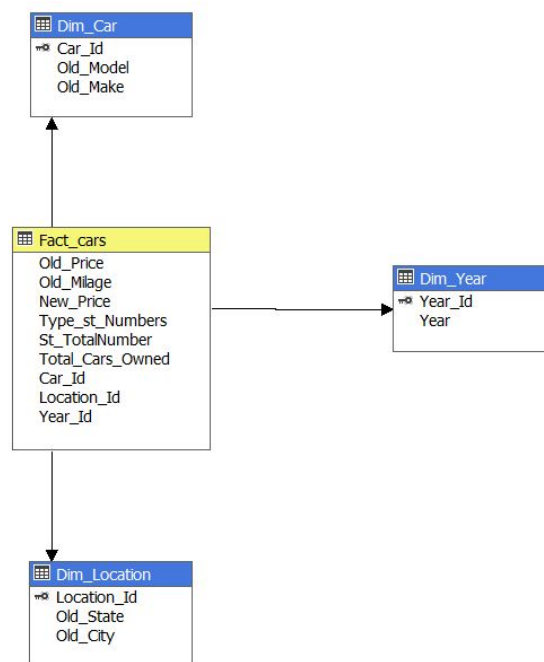 Dim_Car
Car_Id
Old_Model
Old_Make
Fact_cars
Old_Price
Old_Milage
New_Price
Type_st_Numbers
St_TotalNumber
Total_Cars_Owned
Car_Id
Location_Id
Year_Id
Dim_Year
Year_Id
Year
Dim_Location
Location_Id
Old_State
Old_City